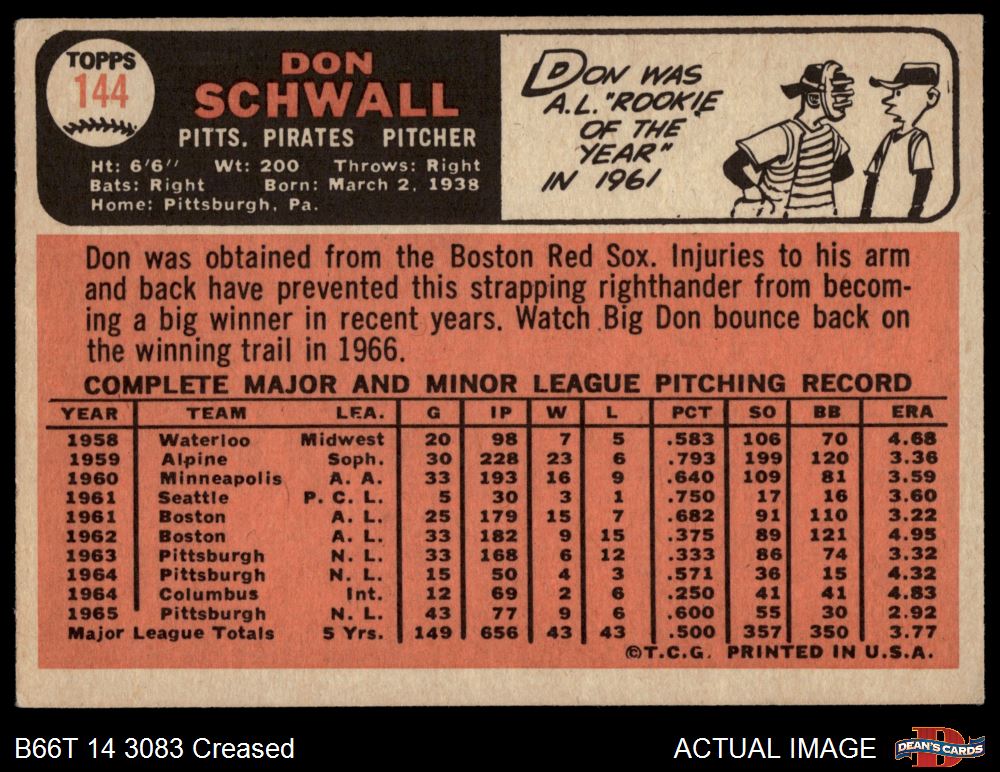 TOPPS
144
DON
SCHWALL
PITTS. PIRATES PITCHER
Ht: 6'6'' Wt: 200 Throws: Right
Bats: Right Born: March 2, 1938
Home: Pittsburgh, Pa.
DON WAS
A.L. "ROOKIE
OF THE
YEAR"
IN 1961
Don was obtained from the Boston Red Sox. Injuries to his arm
and back have prevented this strapping righthander from becom-
ing a big winner in recent years. Watch Big Don bounce back on
the winning trail in 1966.
COMPLETE MAJOR AND MINOR LEAGUE PITCHING RECORD
YEAR TEAM LEA. G IP W L PCT SO BB ERA
1958 Waterloo Midwest 20 98 7 5 .583 106 70 4.68
1959 Alpine Soph. 30 228 23 6 .793 199 120 3.36
1960 Minneapolis A. A. 33 193 16 9 .640 109 81 3.59
1961 Seattle P. C. L. 5 30 3 1 .750 17 16 3.60
1961 Boston A. L. 25 179 15 7 .682 91 110 3.22
1962 Boston A. L. 33 182 9 15 .375 89 121 4.95
1963 Pittsburgh N. L. 33 168 6 12 .333 86 74 3.32
1964 Pittsburgh N. L. 15 50 4 3 .571 36 15 4.32
1964 Columbus Int. 12 69 2 6 .250 41 41 4.83
1965 Pittsburgh N. L. 43 77 9 6 .600 55 30 2.92
Major League Totals 5 Yrs. 149 656 43 43 .500 357 350 3.77
©T.C.G. PRINTED IN U.S.A.
B66T 14 3083 Creased
ACTUAL IMAGE
DEAN'S CARDS